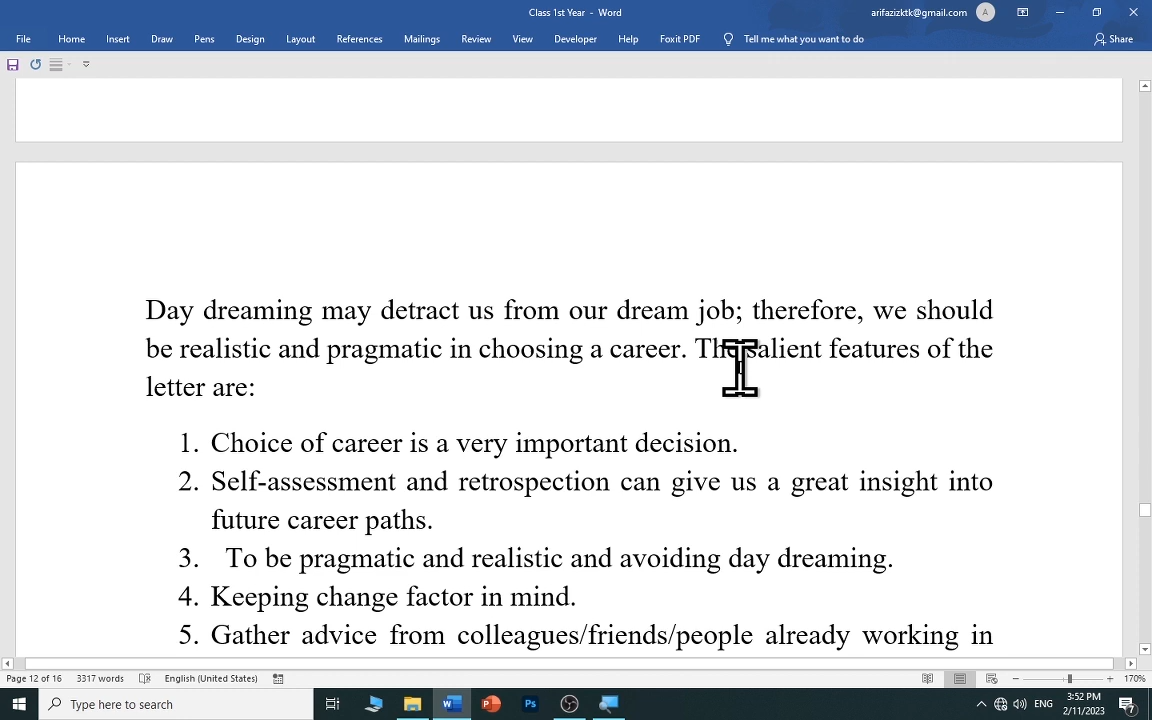 Class 1st Year - Word
arifazizktk@gmail.com
A
File Home Insert Draw Pens Design Layout References Mailings Review View Developer Help Foxit PDF Tell me what you want to do Share
Day dreaming may detract us from our dream job; therefore, we should
be realistic and pragmatic in choosing a career. The salient features of the
letter are:
1. Choice of career is a very important decision.
2. Self-assessment and retrospection can give us a great insight into
future career paths.
3. To be pragmatic and realistic and avoiding day dreaming.
4. Keeping change factor in mind.
5. Gather advice from colleagues/friends/people already working in
Page 12 of 16 3317 words English (United States) 170%
Type here to search
W P Ps
ENG
3:52 PM
2/11/2023
7